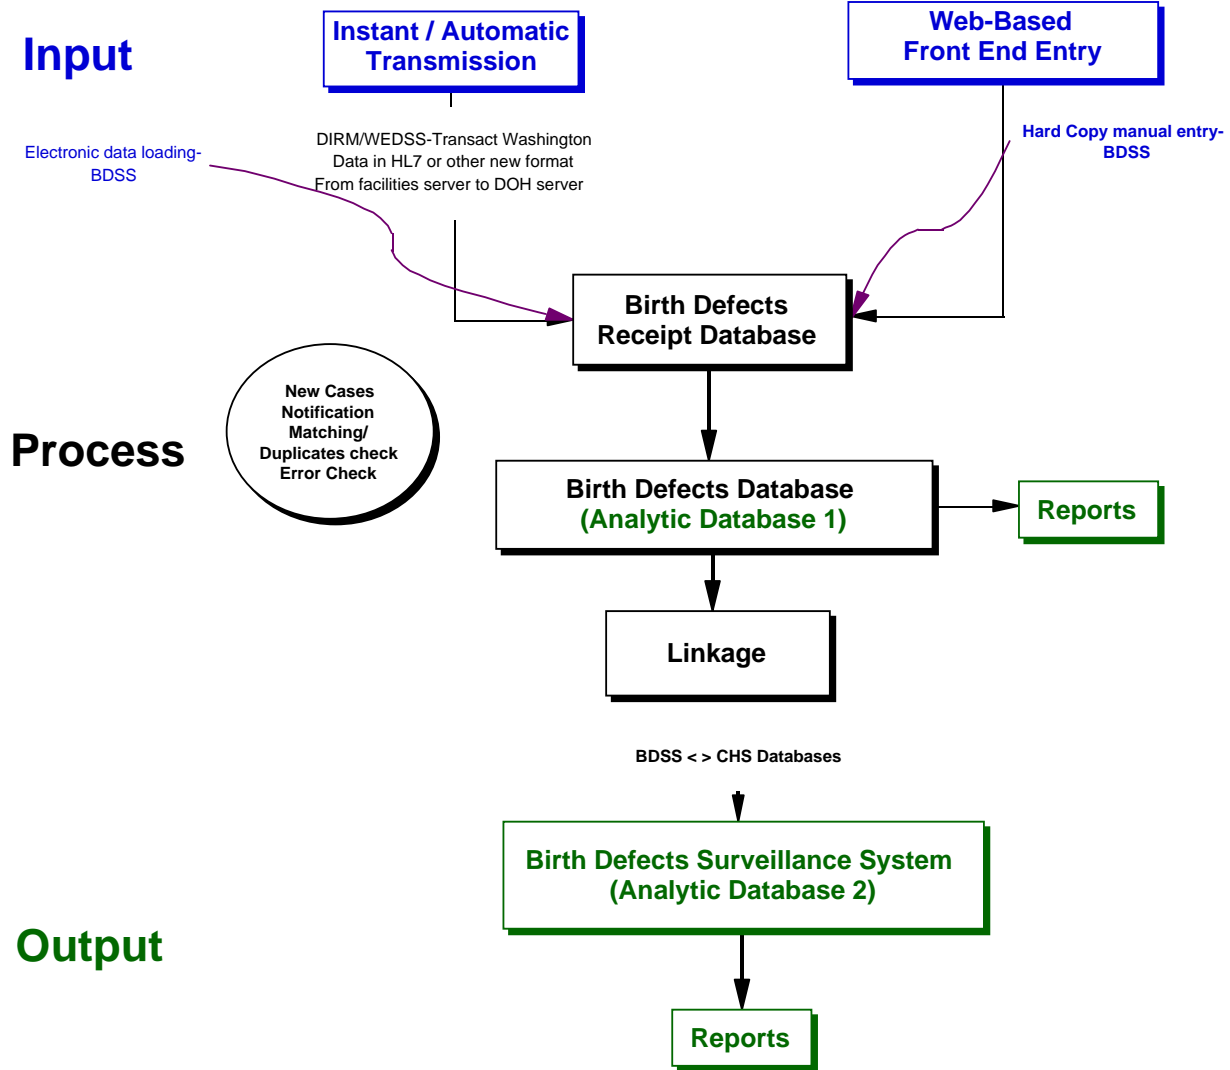 Input
Instant / Automatic
Transmission
Web-Based
Front End Entry
Electronic data loading-
BDSS
DIRM/WEDSS-Transact Washington
Data in HL7 or other new format
From facilities server to DOH server
Hard Copy manual entry-
BDSS
Birth Defects
Receipt Database
Process
New Cases
Notification
Matching/
Duplicates check
Error Check
Birth Defects Database
(Analytic Database 1)
Reports
Linkage
BDSS < > CHS Databases
Birth Defects Surveillance System
(Analytic Database 2)
Output
Reports